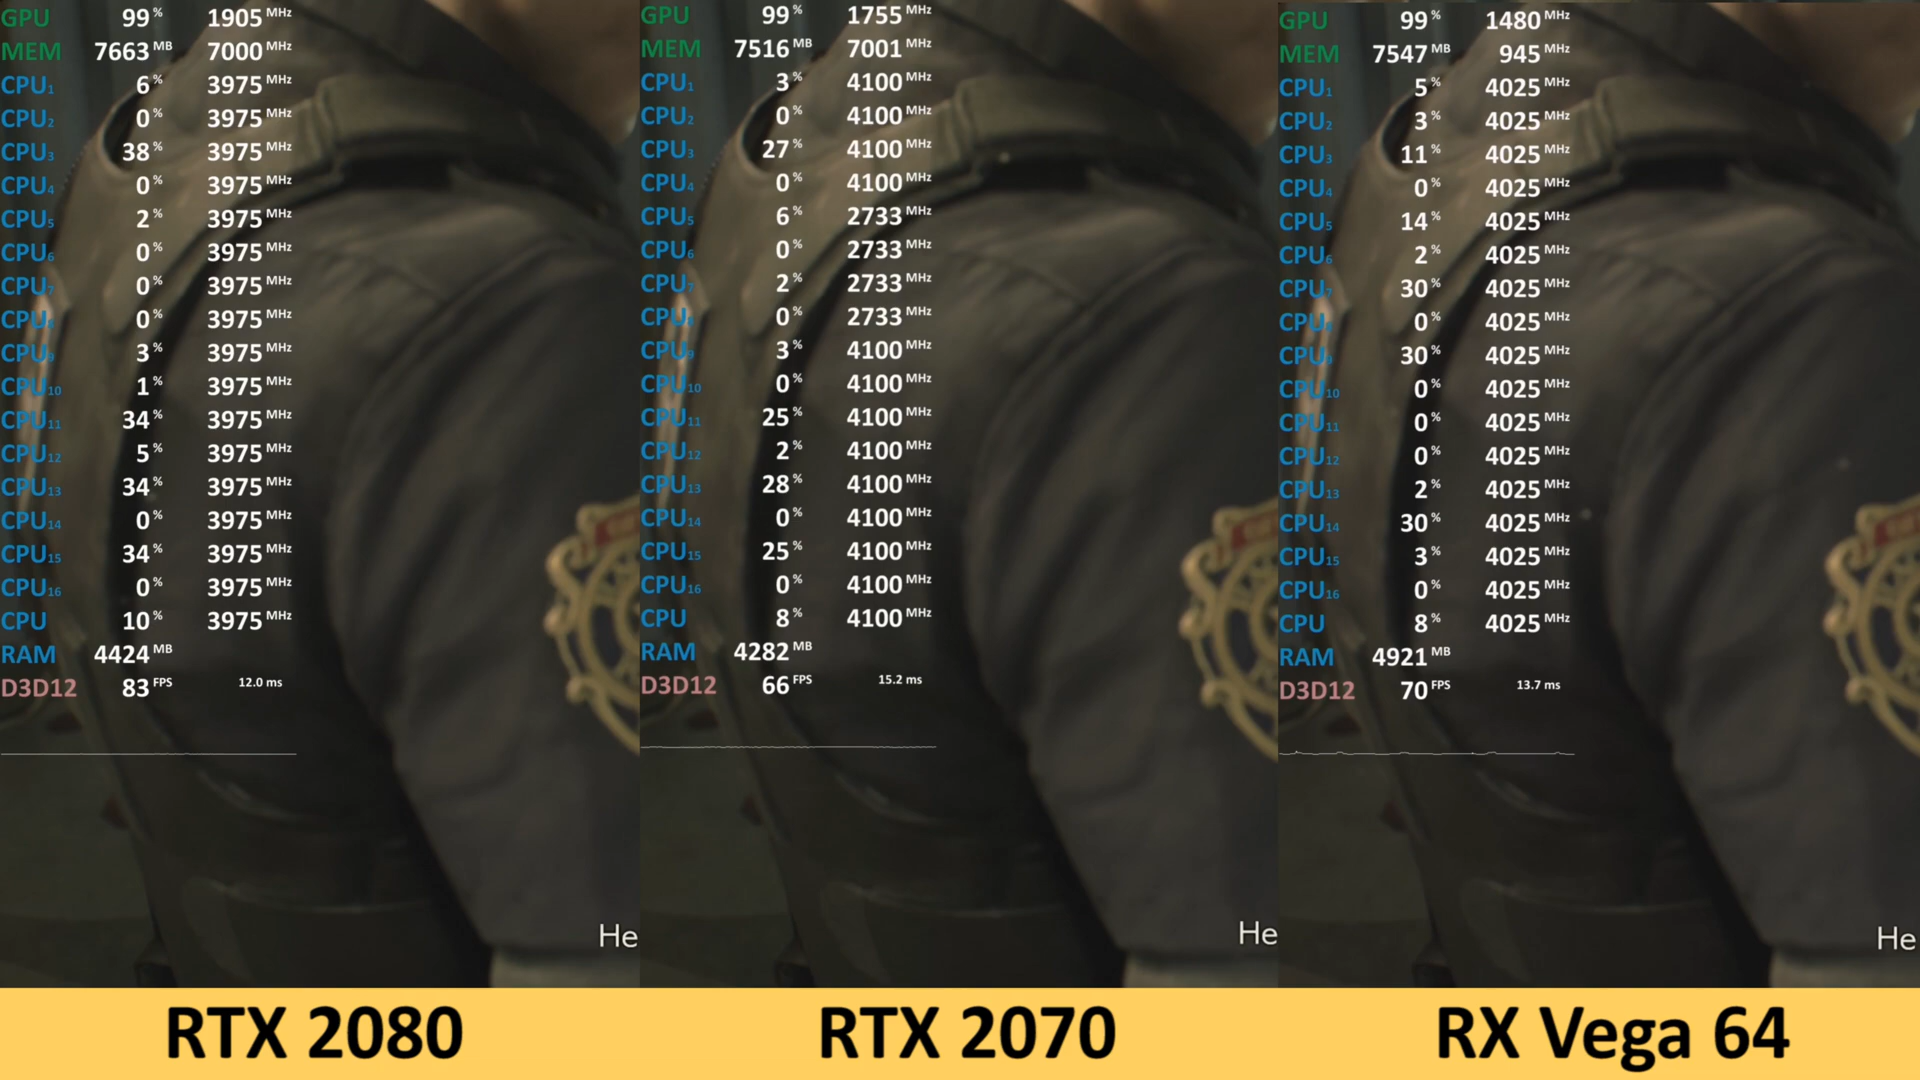 GPU 99 % 1905 MHz
MEM 7663 MB 7000 MHz
CPU1 6 % 3975 MHz
CPU2 0 % 3975 MHz
CPU3 38 % 3975 MHz
CPU4 0 % 3975 MHz
CPU5 2 % 3975 MHz
CPU6 0 % 3975 MHz
CPU7 0 % 3975 MHz
CPU8 0 % 3975 MHz
CPU9 3 % 3975 MHz
CPU10 1 % 3975 MHz
CPU11 34 % 3975 MHz
CPU12 5 % 3975 MHz
CPU13 34 % 3975 MHz
CPU14 0 % 3975 MHz
CPU15 34 % 3975 MHz
CPU16 0 % 3975 MHz
CPU 10 % 3975 MHz
RAM 4424 MB
D3D12 83 FPS 12.0 ms
He
RTX 2080
GPU 99 % 1755 MHz
MEM 7516 MB 7001 MHz
CPU1 3 % 4100 MHz
CPU2 0 % 4100 MHz
CPU3 27 % 4100 MHz
CPU4 0 % 4100 MHz
CPU5 6 % 2733 MHz
CPU6 0 % 2733 MHz
CPU7 2 % 2733 MHz
CPU8 0 % 2733 MHz
CPU9 3 % 4100 MHz
CPU10 0 % 4100 MHz
CPU11 25 % 4100 MHz
CPU12 2 % 4100 MHz
CPU13 28 % 4100 MHz
CPU14 0 % 4100 MHz
CPU15 25 % 4100 MHz
CPU16 0 % 4100 MHz
CPU 8 % 4100 MHz
RAM 4282 MB
D3D12 66 FPS 15.2 ms
He
RTX 2070
GPU 99 % 1480 MHz
MEM 7547 MB 945 MHz
CPU1 5 % 4025 MHz
CPU2 3 % 4025 MHz
CPU3 11 % 4025 MHz
CPU4 0 % 4025 MHz
CPU5 14 % 4025 MHz
CPU6 2 % 4025 MHz
CPU7 30 % 4025 MHz
CPU8 0 % 4025 MHz
CPU9 30 % 4025 MHz
CPU10 0 % 4025 MHz
CPU11 0 % 4025 MHz
CPU12 0 % 4025 MHz
CPU13 2 % 4025 MHz
CPU14 30 % 4025 MHz
CPU15 3 % 4025 MHz
CPU16 0 % 4025 MHz
CPU 8 % 4025 MHz
RAM 4921 MB
D3D12 70 FPS 13.7 ms
He
RX Vega 64